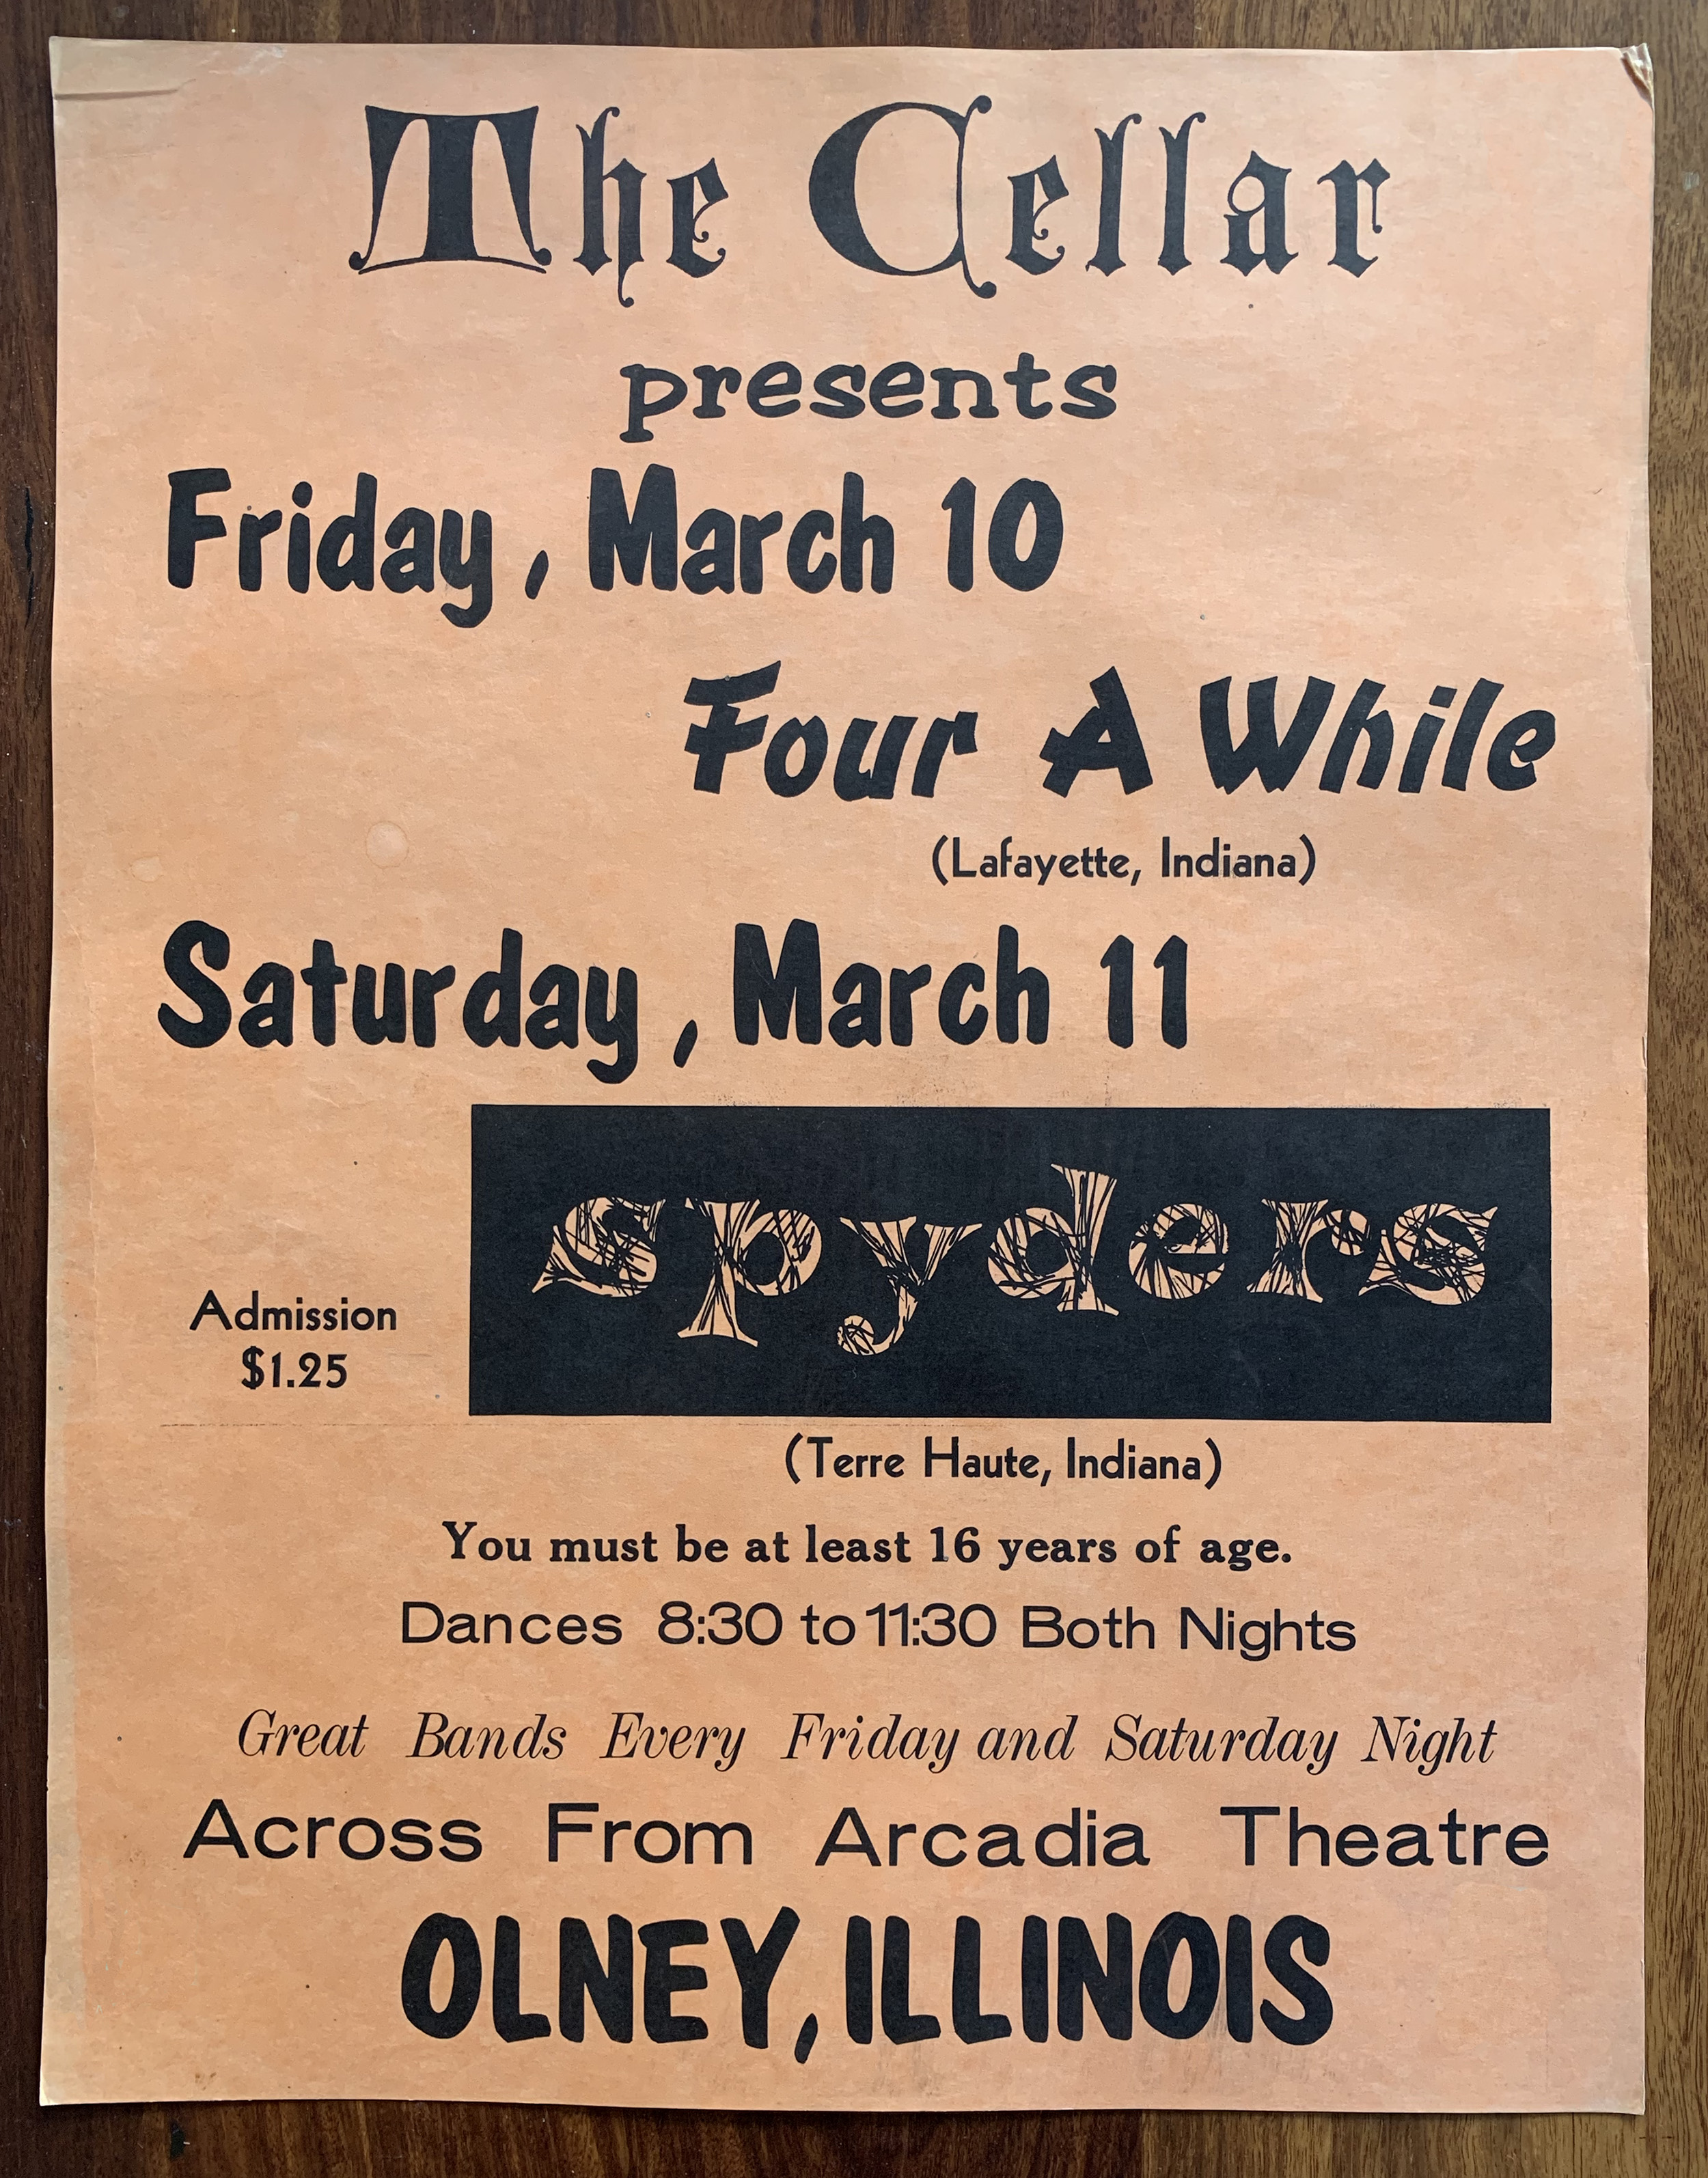 The Cellar
presents
Friday, March 10
Four A While
(Lafayette, Indiana)
Saturday, March 11
spyders
Admission
$1.25
(Terre Haute, Indiana)
You must be at least 16 years of age.
Dances 8:30 to 11:30 Both Nights
Great Bands Every Friday and Saturday Night
Across From Arcadia Theatre
OLNEY, ILLINOIS